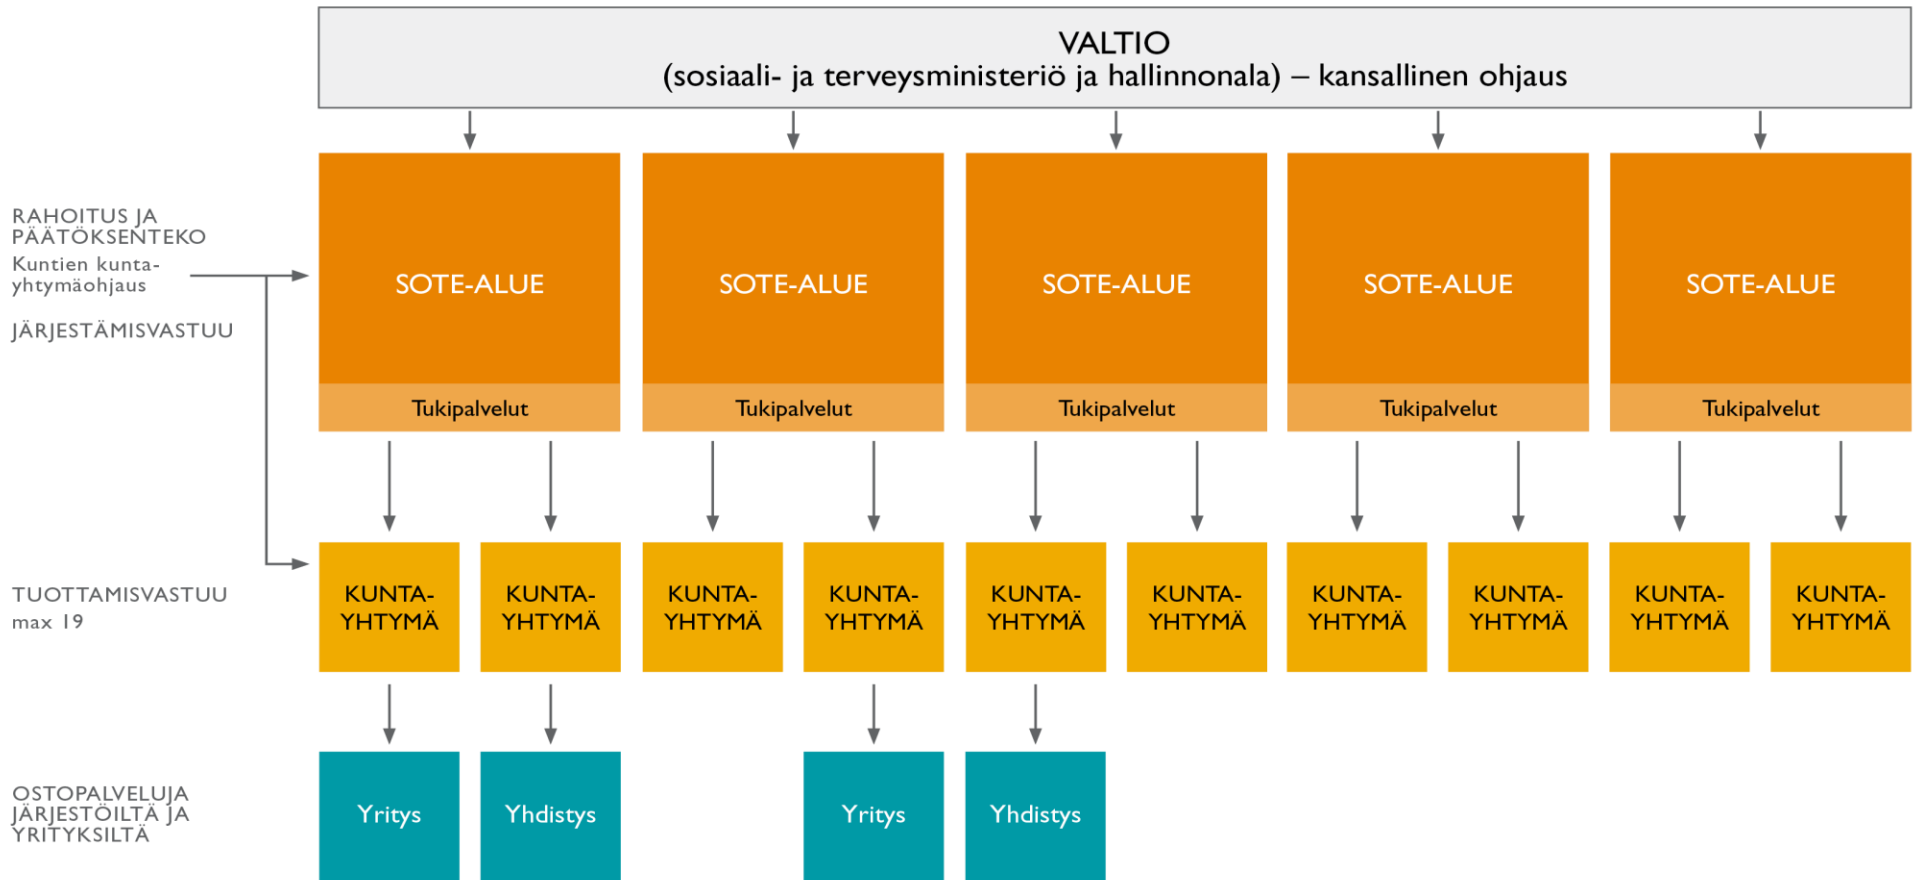 VALTIO
(sosiaali- ja terveysministeriö ja hallinnonala) – kansallinen ohjaus
RAHOITUS JA
PÄÄTÖKSENTEKO
Kuntien kunta-
yhtymäohjaus
JÄRJESTÄMISVASTUU
SOTE-ALUE
SOTE-ALUE
SOTE-ALUE
SOTE-ALUE
SOTE-ALUE
Tukipalvelut
Tukipalvelut
Tukipalvelut
Tukipalvelut
Tukipalvelut
TUOTTAMISVASTUU
max 19
KUNTA-
YHTYMÄ
KUNTA-
YHTYMÄ
KUNTA-
YHTYMÄ
KUNTA-
YHTYMÄ
KUNTA-
YHTYMÄ
KUNTA-
YHTYMÄ
KUNTA-
YHTYMÄ
KUNTA-
YHTYMÄ
KUNTA-
YHTYMÄ
KUNTA-
YHTYMÄ
OSTOPALVELUJA
JÄRJESTÖILTÄ JA
YRITYKSILTÄ
Yritys
Yhdistys
Yritys
Yhdistys